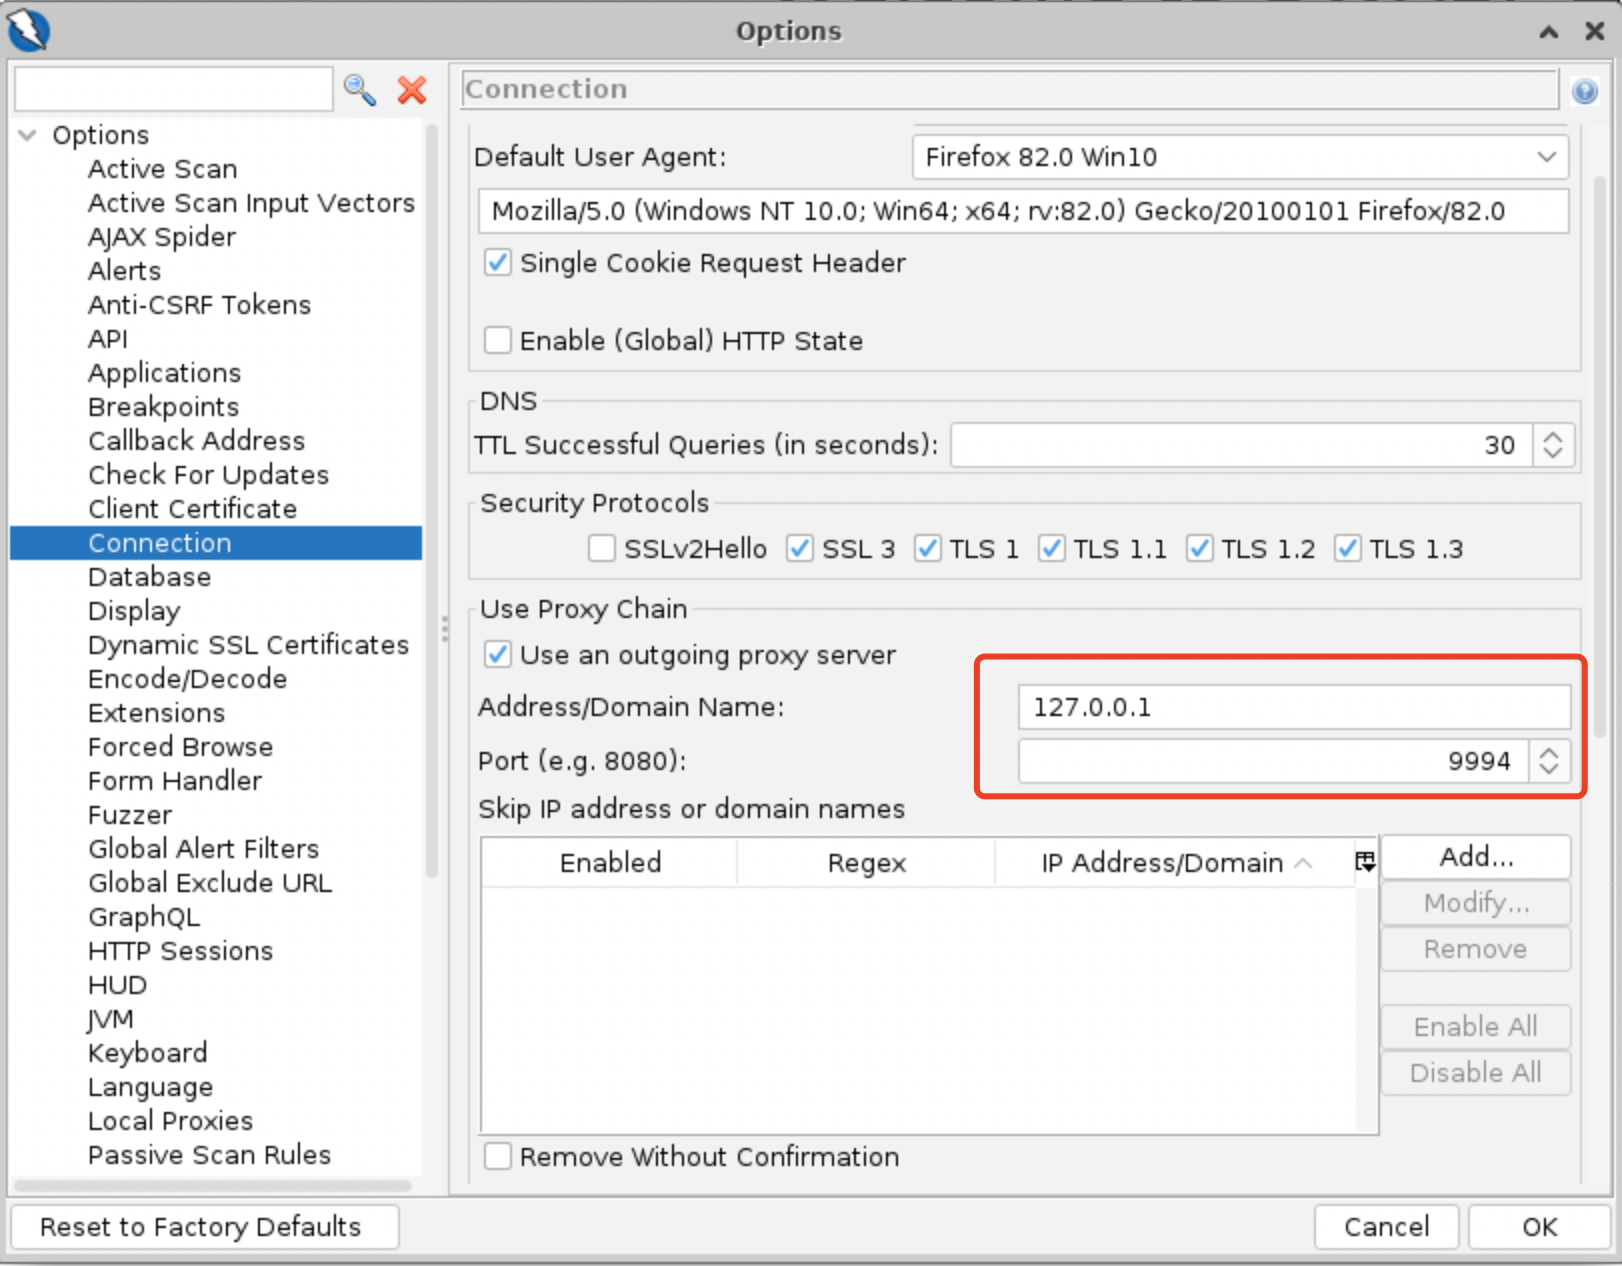 Options
Connection
Options
Active Scan
Active Scan Input Vectors
AJAX Spider
Alerts
Anti-CSRF Tokens
API
Applications
Breakpoints
Callback Address
Check For Updates
Client Certificate
Connection
Database
Display
Dynamic SSL Certificates
Encode/Decode
Extensions
Forced Browse
Form Handler
Fuzzer
Global Alert Filters
Global Exclude URL
GraphQL
HTTP Sessions
HUD
JVM
Keyboard
Language
Local Proxies
Passive Scan Rules
Default User Agent: Firefox 82.0 Win10
Mozilla/5.0 (Windows NT 10.0; Win64; x64; rv:82.0) Gecko/20100101 Firefox/82.0
Single Cookie Request Header
Enable (Global) HTTP State
DNS
TTL Successful Queries (in seconds): 30
Security Protocols
SSLv2Hello SSL 3 TLS 1 TLS 1.1 TLS 1.2 TLS 1.3
Use Proxy Chain
Use an outgoing proxy server
Address/Domain Name: 127.0.0.1
Port (e.g. 8080): 9994
Skip IP address or domain names
Enabled Regex IP Address/Domain
Add...
Modify...
Remove
Enable All
Disable All
Remove Without Confirmation
Reset to Factory Defaults Cancel OK